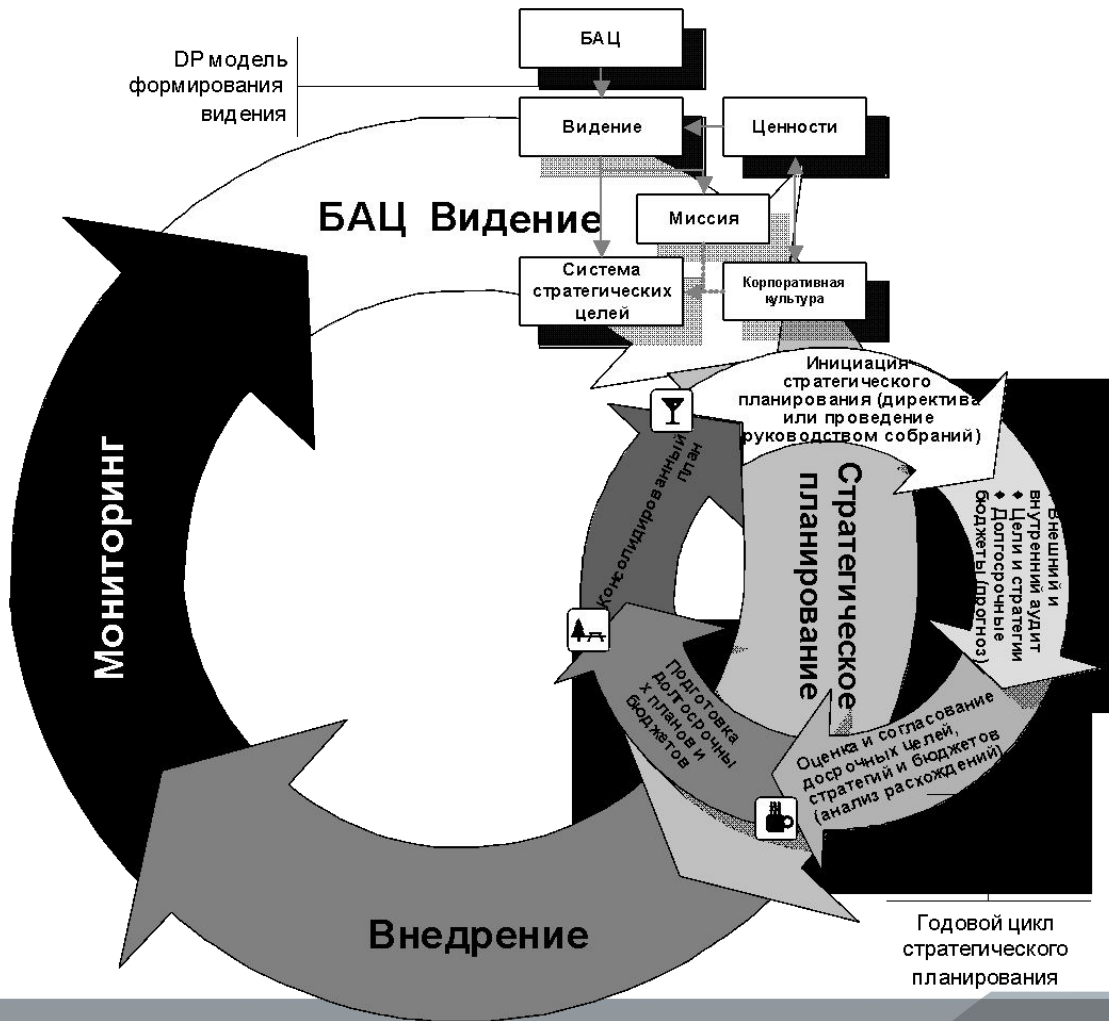 БАЦ
DP модель
формирования
видения
Видение
Ценности
БАЦ Видение
Миссия
Система
стратегических
целей
Корпоративная
культура
Инициация
стратегического
планирования (директива
или проведение
руководством собраний)
Внешний и
внутренний аудит
♦ Цели и стратегии
♦ Долгосрочные
бюджеты (прогноз)
Оценка и согласование
досрочных целей,
стратегий и бюджетов
(анализ расхождений)
Подготовка
долгосрочны
х планов и
бюджетов
Консолидированный
план
Стратегическое
планирование
Мониторинг
Внедрение
Годовой цикл
стратегического
планирования